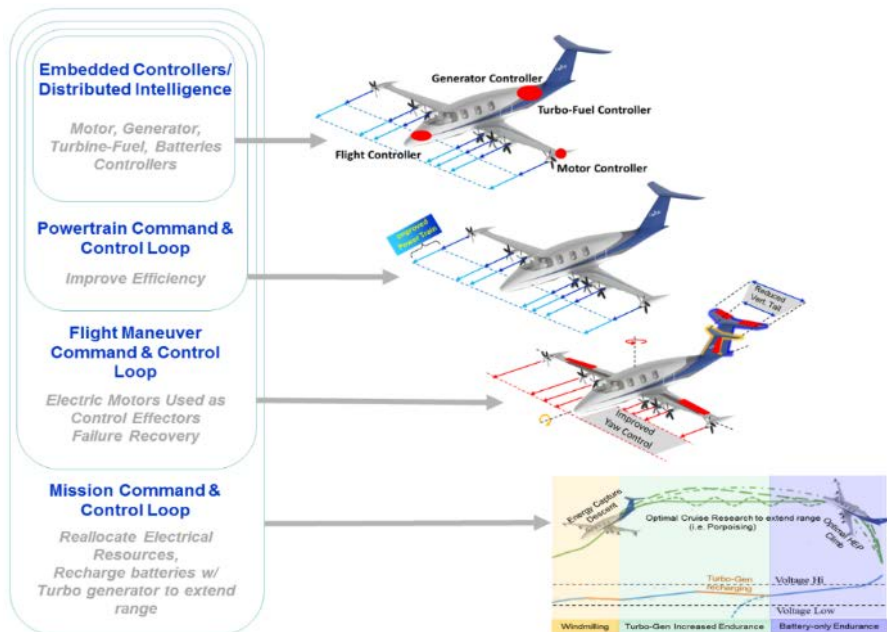 Embedded Controllers/
Distributed Intelligence
Motor, Generator,
Turbine-Fuel, Batteries
Controllers
Generator Controller
Turbo-Fuel Controller
Flight Controller
Motor Controller
Powertrain Command &
Control Loop
Improve Efficiency
Improved
Power Train
Flight Maneuver
Command & Control
Loop
Electric Motors Used as
Control Effectors
Failure Recovery
Reduced
Vert. Tail
Improved
Yaw Control
Mission Command &
Control Loop
Reallocate Electrical
Resources,
Recharge batteries w/
Turbo generator to extend
range
Energy Capture
Descent
Optimal Cruise Research to extend range
(i.e. Porpoising)
Optimal HEP
Climb
Turbo-Gen
recharging
Voltage Hi
Voltage Low
Windmilling
Turbo-Gen Increased Endurance
Battery-only Endurance